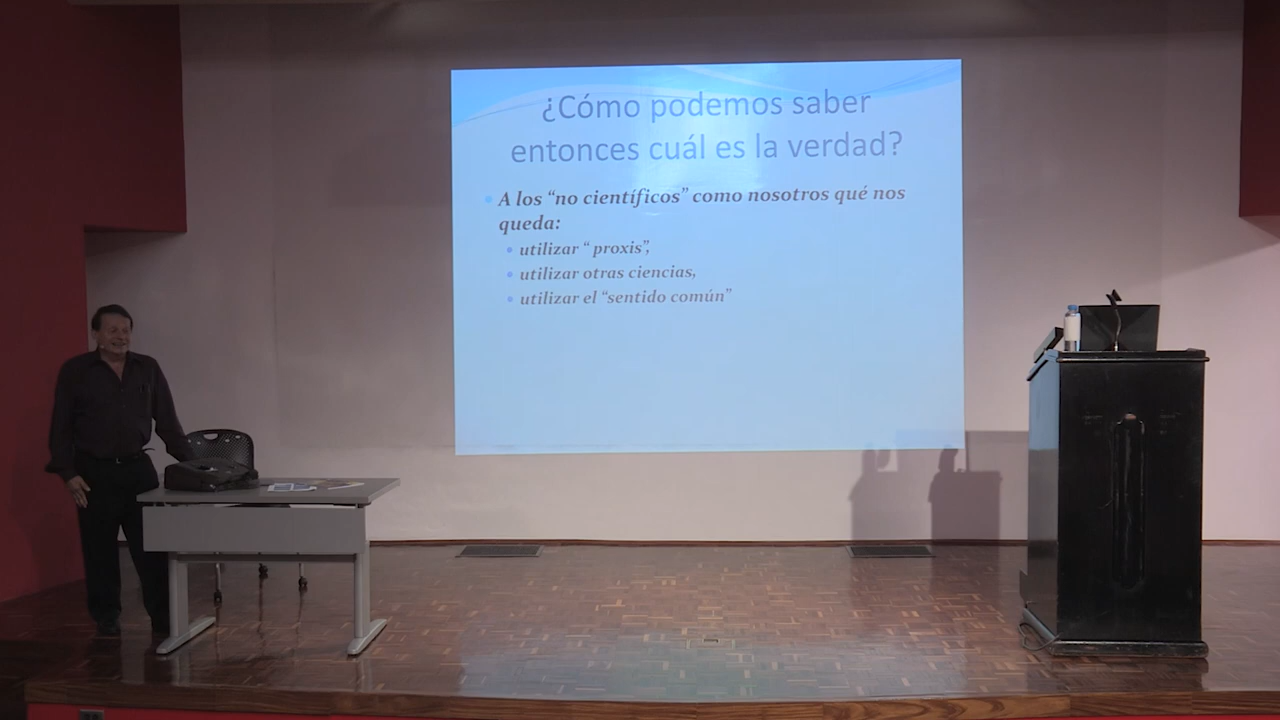 ¿Cómo podemos saber
entonces cuál es la verdad?
A los “no científicos” como nosotros qué nos
queda:
utilizar “ proxis”,
utilizar otras ciencias,
utilizar el “sentido común”